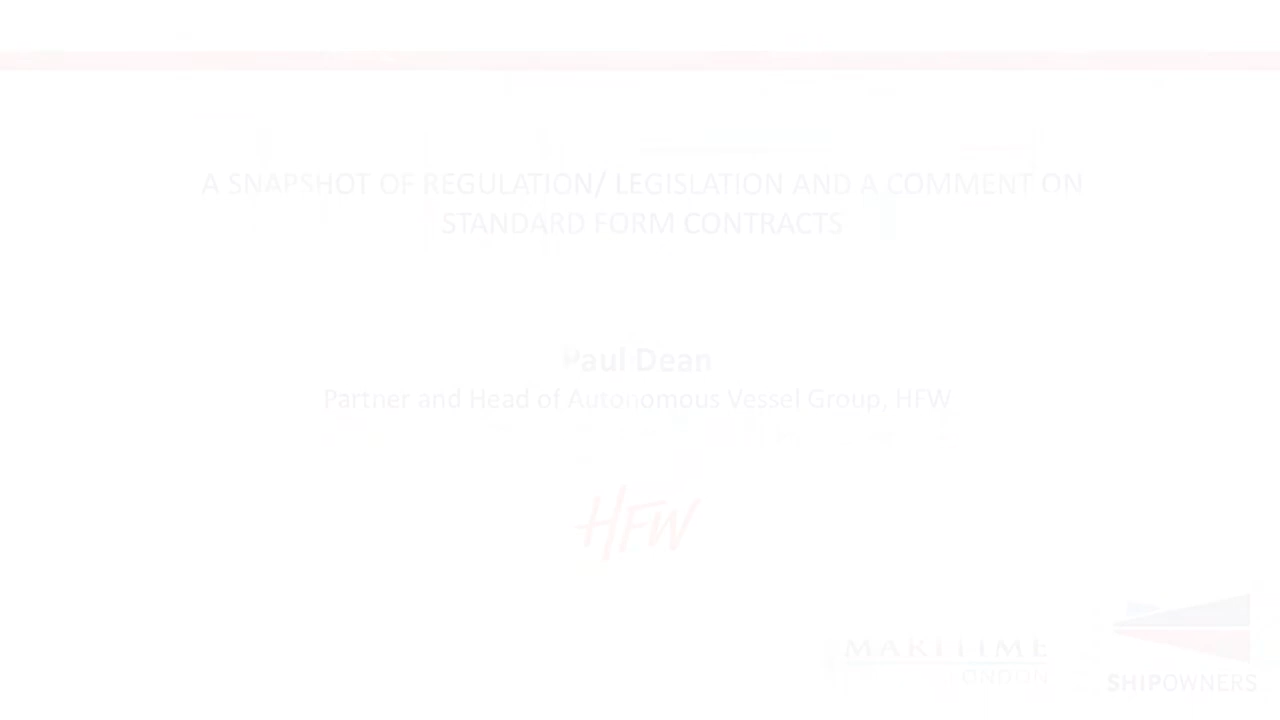 A SNAPSHOT OF REGULATION/ LEGISLATION AND A COMMENT ON
STANDARD FORM CONTRACTS
Paul Dean
Partner and Head of Autonomous Vessel Group, HFW
HFW
MARITIME
LONDON
SHIPOWNERS